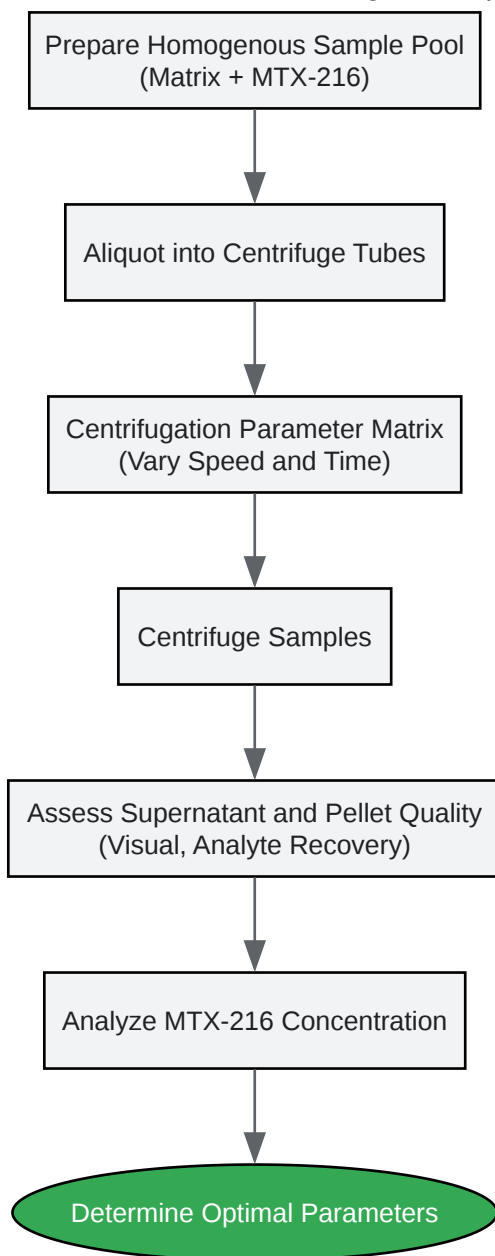 Prepare Homogenous Sample Pool
(Matrix + MTX-216)
Aliquot into Centrifuge Tubes
Centrifugation Parameter Matrix
(Vary Speed and Time)
Centrifuge Samples
Assess Supernatant and Pellet Quality
(Visual, Analyte Recovery)
Analyze MTX-216 Concentration
Determine Optimal Parameters